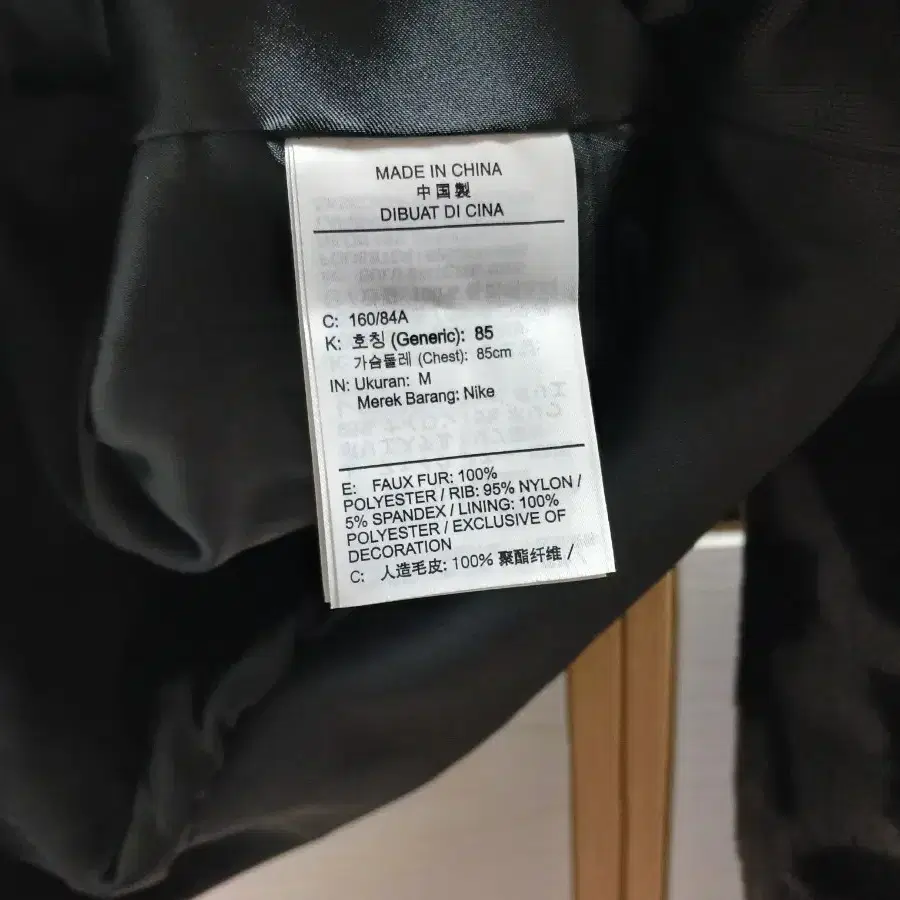 MADE IN CHINA
中国製
DIBUAT DI CINA
C: 160/84A
K: 호칭 (Generic): 85
가슴둘레 (Chest): 85cm
IN: Ukuran: M
Merek Barang: Nike
E: FAUX FUR: 100%
POLYESTER / RIB: 95% NYLON /
5% SPANDEX / LINING: 100%
POLYESTER / EXCLUSIVE OF
DECORATION
C: 人造毛皮: 100% 聚酯纤维 /